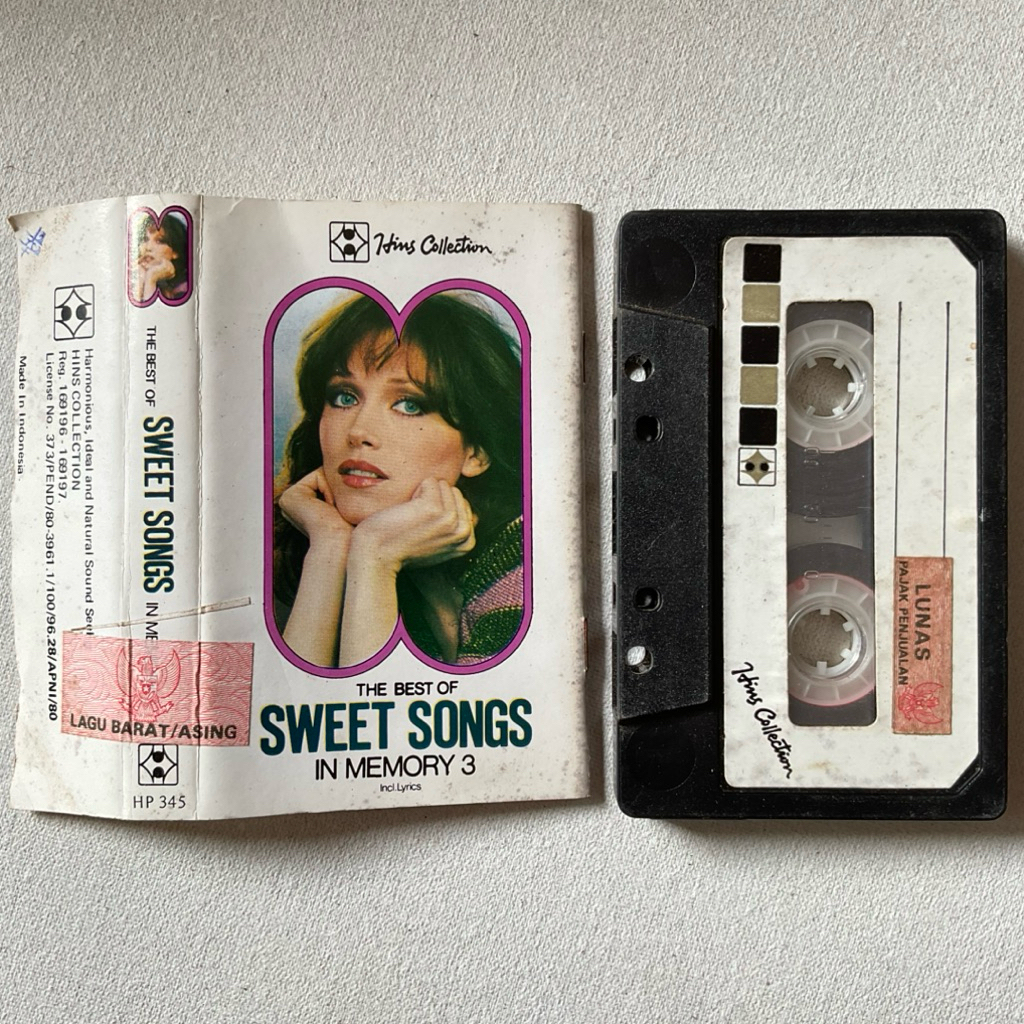 Made In Indonesia
License No. 373/PEND/80-3961.1/100/96.28/APNI/80
Reg. 169196 - 169197.
HINS COLLECTION
Harmonious, Ideal and Natural Sound
THE BEST OF SWEET SONGS IN
LAGU BARAT/ASING
HP 345
Hins Collection
THE BEST OF
SWEET SONGS
IN MEMORY 3
Incl. Lyrics
Hins Collection
LUNAS
PAJAK PENJUALAN